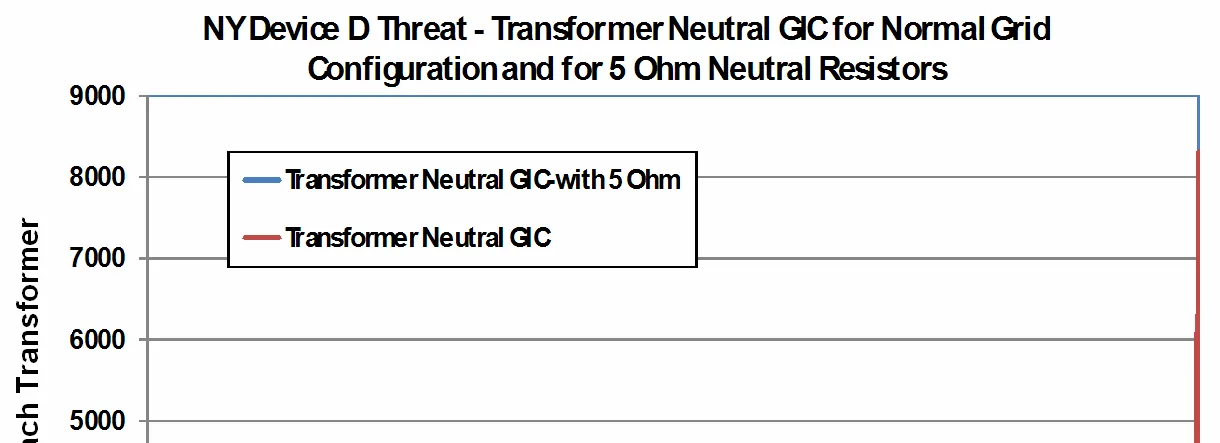 NY Device D Threat - Transformer Neutral GIC for Normal Grid
Configuration and for 5 Ohm Neutral Resistors
9000
8000
7000
6000
5000
Transformer Neutral GIC-with 5 Ohm
Transformer Neutral GIC
ach Transformer